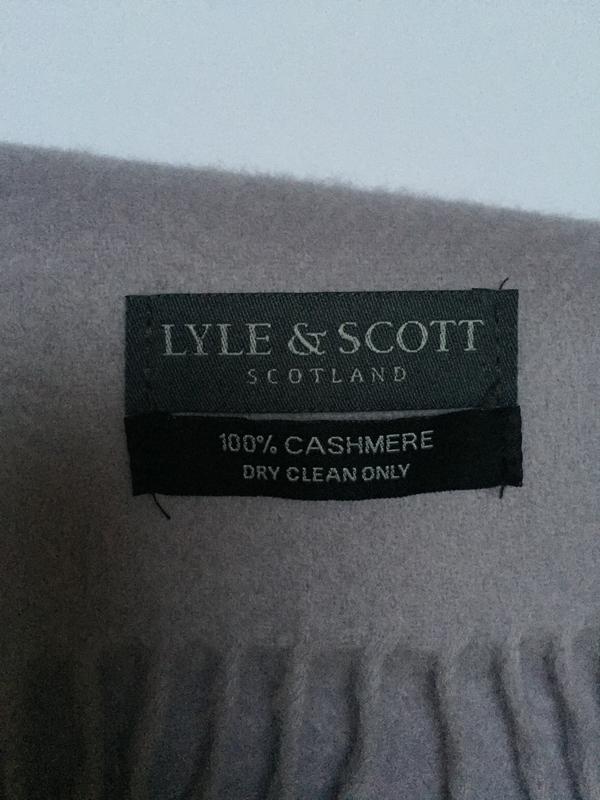 LYLE & SCOTT
SCOTLAND
100% CASHMERE
DRY CLEAN ONLY